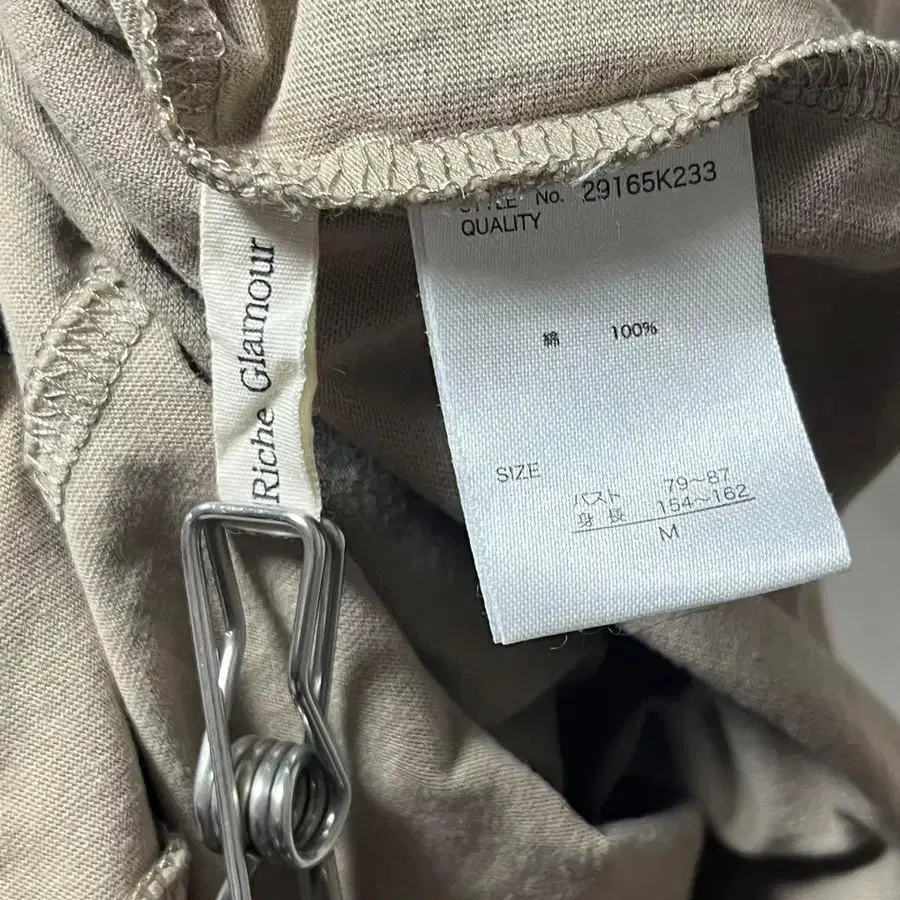 Riche Glamour
STYLE No. 29165K233
QUALITY
綿 100%
SIZE
バスト 79~87
身長 154~162
M